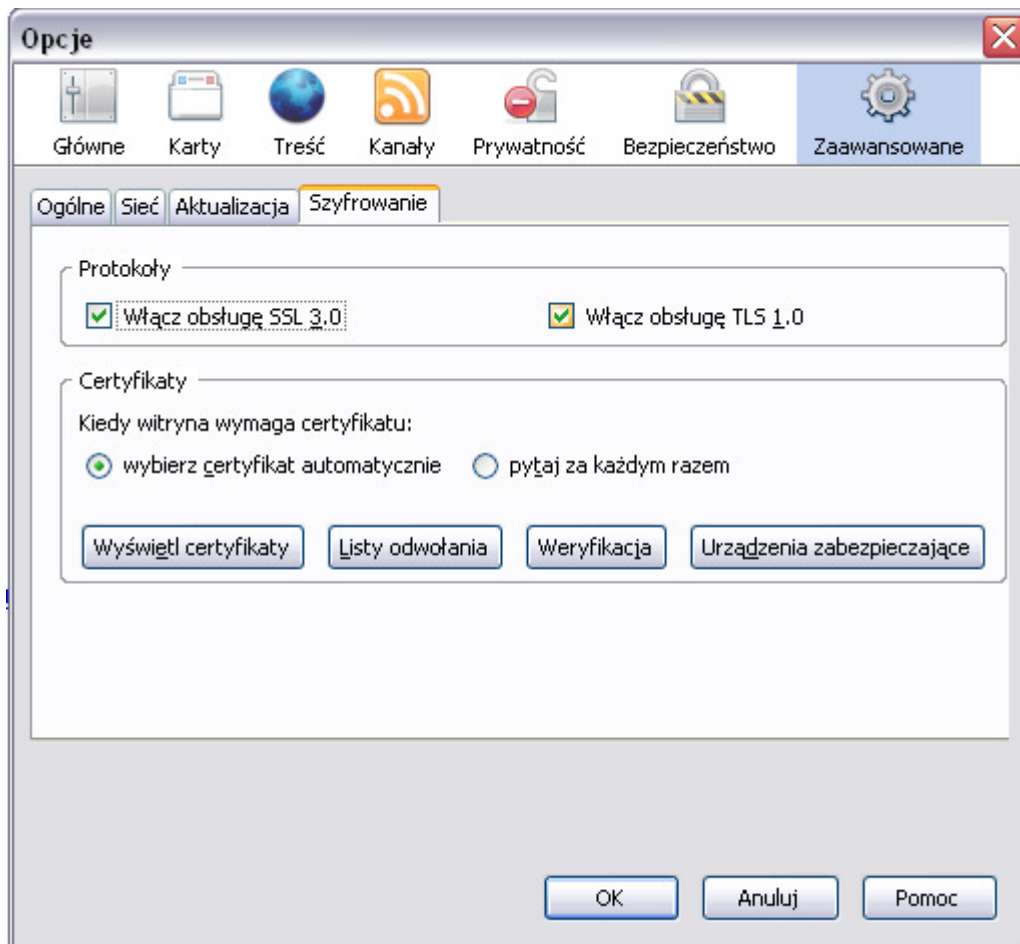 Opcje
Główne Karty Treść Kanały Prywatność Bezpieczeństwo Zaawansowane
Ogólne Sieć Aktualizacja Szyfrowanie
Protokoły
Włącz obsługę SSL 3.0 Włącz obsługę TLS 1.0
Certyfikaty
Kiedy witryna wymaga certyfikatu:
wybierz certyfikat automatycznie pytaj za każdym razem
Wyświetl certyfikaty Listy odwołania Weryfikacja Urządzenia zabezpieczające
OK Anuluj Pomoc